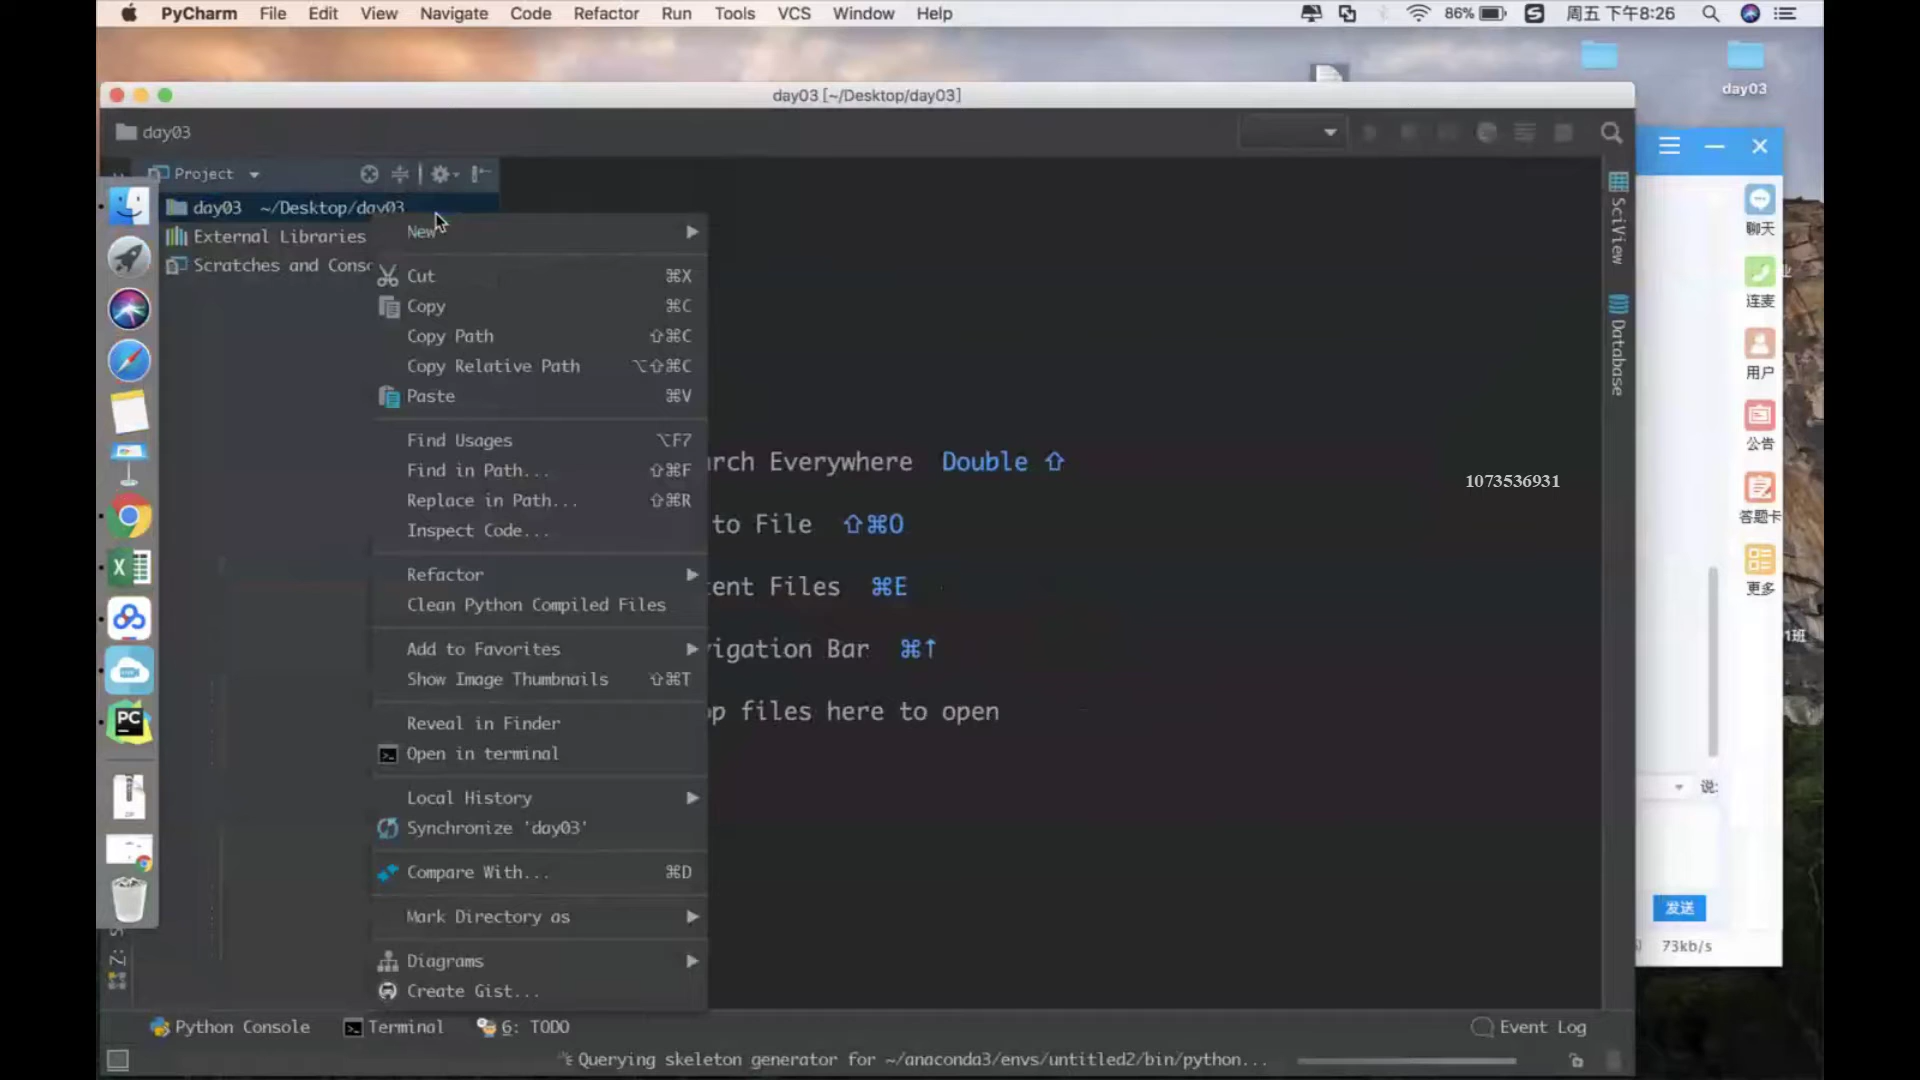 PyCharm File Edit View Navigate Code Refactor Run Tools VCS Window Help 86% 周五 下午8:26
day03
day03 [~/Desktop/day03]
day03
Project
day03 ~/Desktop/day03
External Libraries
Scratches and Conso
New
Cut ⌘X
Copy ⌘C
Copy Path ⇧⌘C
Copy Relative Path ⌥⇧⌘C
Paste ⌘V
Find Usages ⌥F7
Find in Path... ⇧⌘F
Replace in Path... ⇧⌘R
Inspect Code...
Refactor
Clean Python Compiled Files
Add to Favorites
Show Image Thumbnails ⇧⌘T
Reveal in Finder
Open in terminal
Local History
Synchronize 'day03'
Compare With... ⌘D
Mark Directory as
Diagrams
Create Gist...
rch Everywhere Double ⇧
to File ⇧⌘O
ent Files ⌘E
vigation Bar ⌘↑
op files here to open
1073536931
SciView
Database
聊天
连麦
用户
公告
答题卡
更多
1班
说:
发送
73kb/s
PC
Z: S
Python Console Terminal 6: TODO Event Log
Querying skeleton generator for ~/anaconda3/envs/untitled2/bin/python...